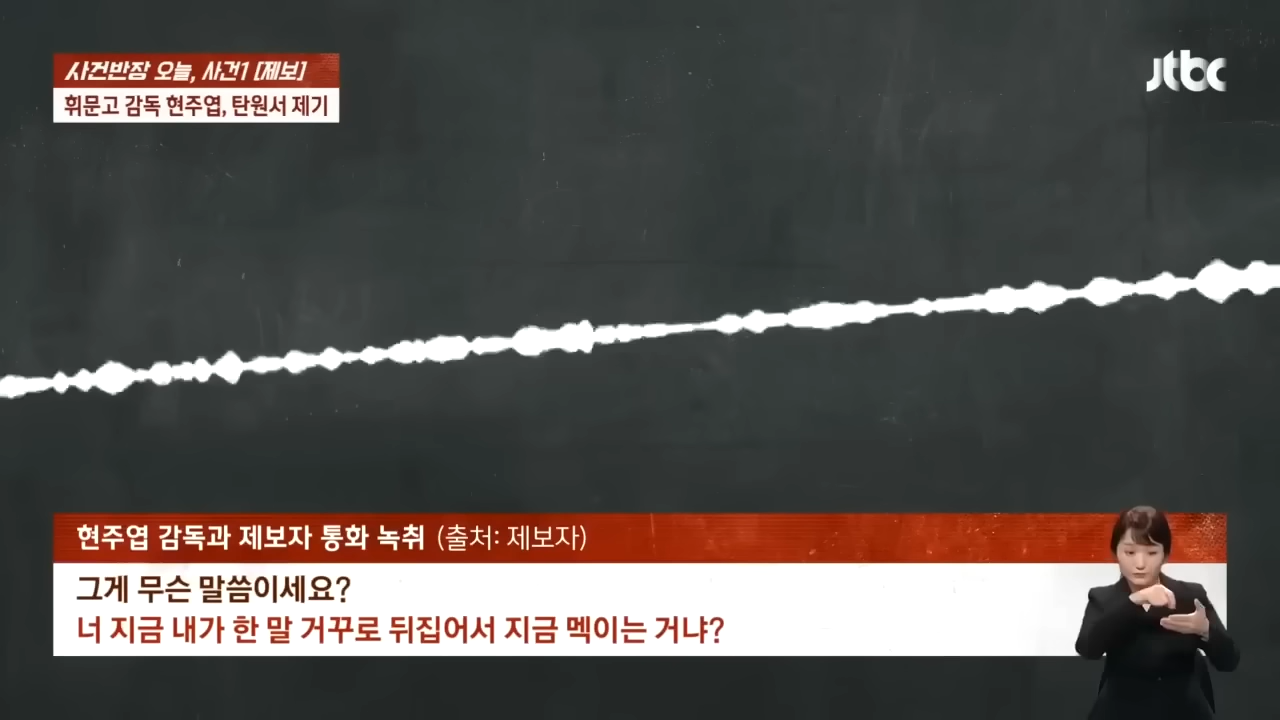 사건반장 오늘, 사건1 [제보]
jtbc
휘문고 감독 현주엽, 탄원서 제기
현주엽 감독과 제보자 통화 녹취 (출처: 제보자)
그게 무슨 말씀이세요?
너 지금 내가 한 말 거꾸로 뒤집어서 지금 멕이는 거냐?